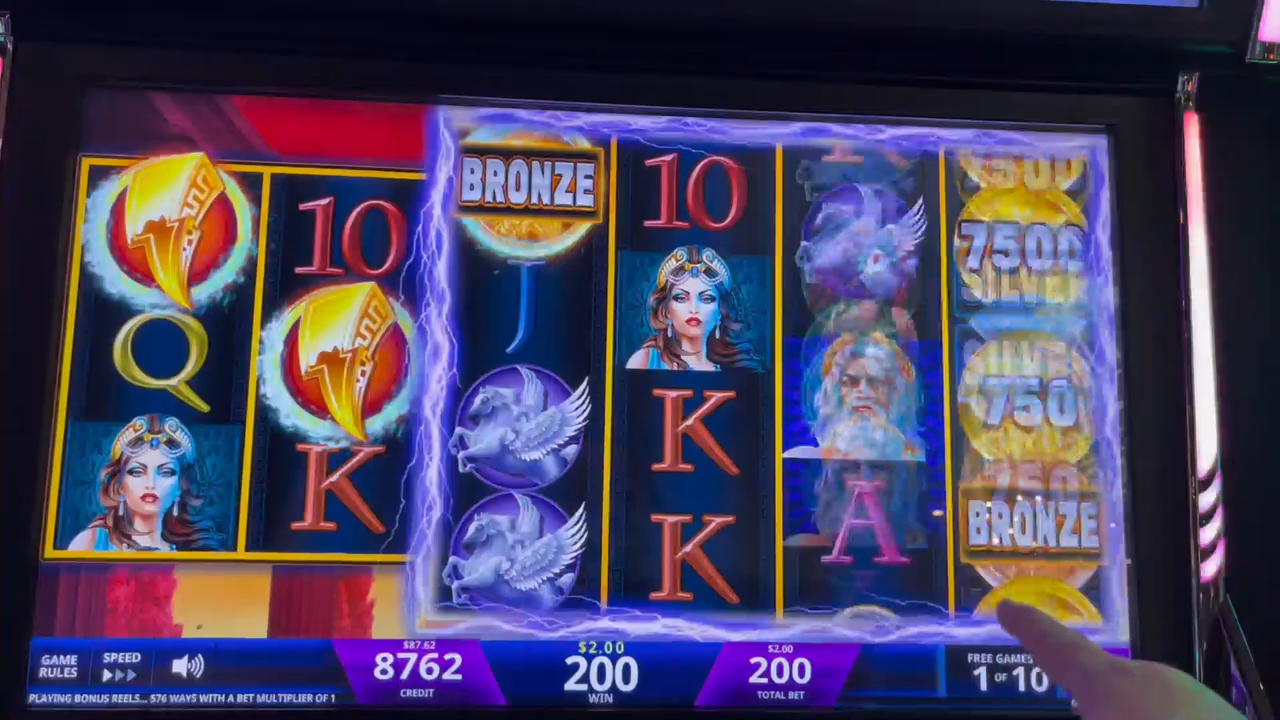 BRONZE
10
10
7500
SILVER
J
Q
750
K
K
BRONZE
A
K
GAME RULES
SPEED
$87.62
8762
CREDIT
$2.00
200
WIN
$2.00
200
TOTAL BET
FREE GAMES
1 OF 10
PLAYING BONUS REELS... 576 WAYS WITH A BET MULTIPLIER OF 1